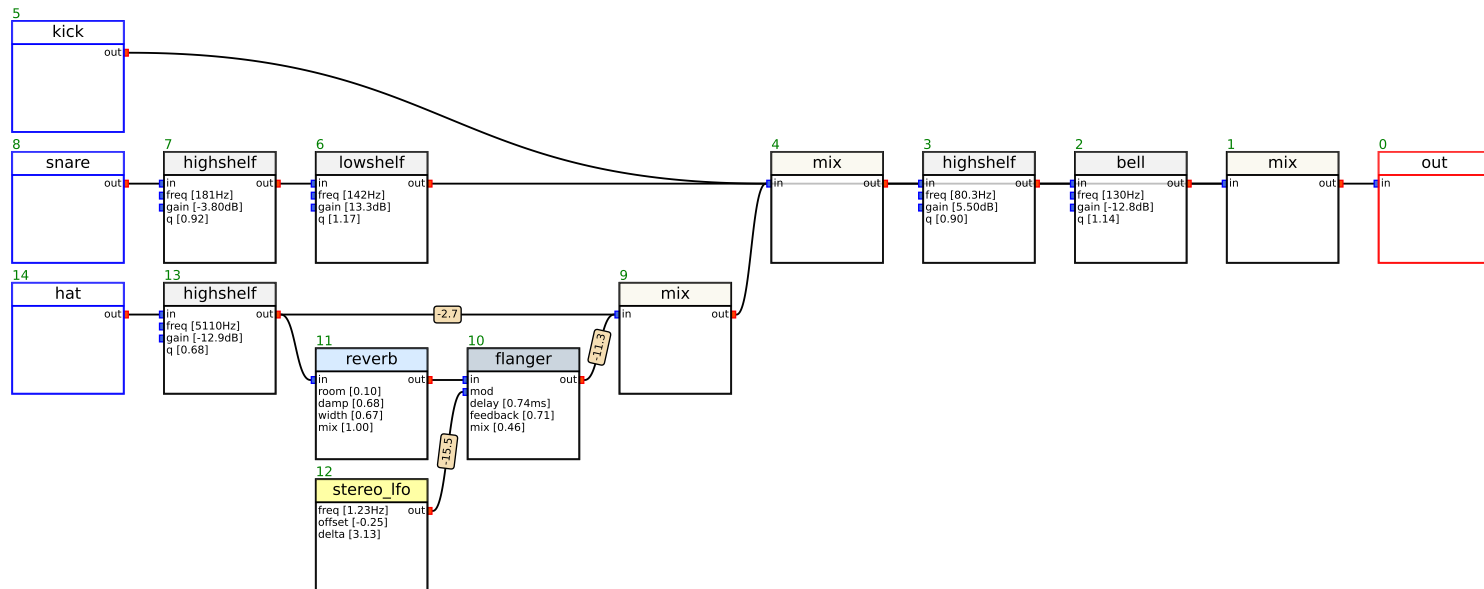 5
kick
out
8
snare
out
7
highshelf
in out
freq [181Hz]
gain [-3.80dB]
q [0.92]
6
lowshelf
in out
freq [142Hz]
gain [13.3dB]
q [1.17]
4
mix
in out
3
highshelf
in out
freq [80.3Hz]
gain [5.50dB]
q [0.90]
2
bell
in out
freq [130Hz]
gain [-12.8dB]
q [1.14]
1
mix
in out
0
out
in
14
hat
out
13
highshelf
in out
freq [5110Hz]
gain [-12.9dB]
q [0.68]
-2.7
9
mix
in out
11
reverb
in out
room [0.10]
damp [0.68]
width [0.67]
mix [1.00]
10
flanger
in out
mod
delay [0.74ms]
feedback [0.71]
mix [0.46]
-11.3
-15.5
12
stereo_lfo
freq [1.23Hz] out
offset [-0.25]
delta [3.13]